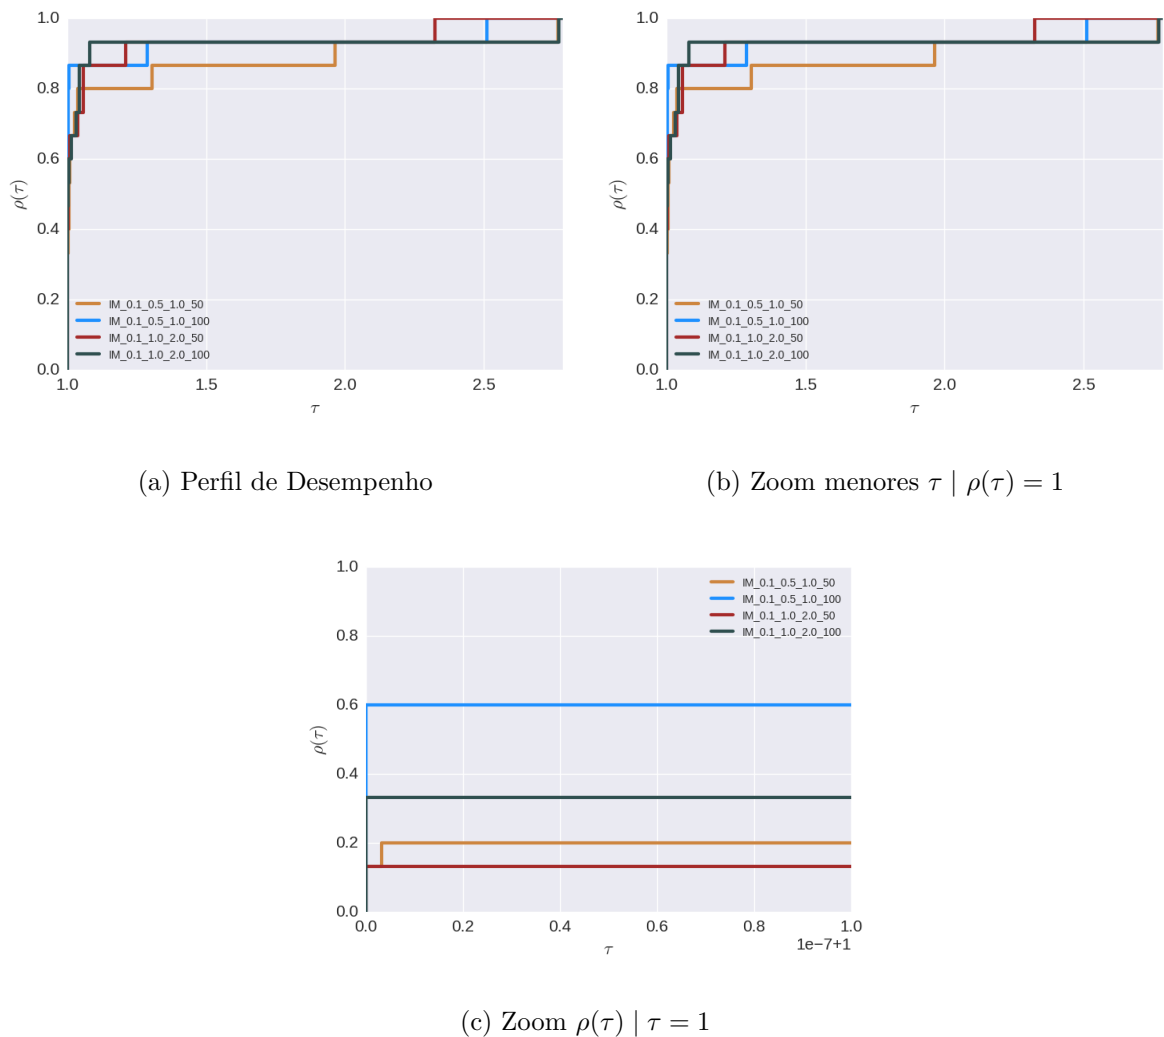 1.0
0.8
0.6
0.4
0.2
0.0
ρ(τ)
1.0 1.5 2.0 2.5
τ
IM_0.1_0.5_1.0_50
IM_0.1_0.5_1.0_100
IM_0.1_1.0_2.0_50
IM_0.1_1.0_2.0_100
(a) Perfil de Desempenho
1.0
0.8
0.6
0.4
0.2
0.0
ρ(τ)
1.0 1.5 2.0 2.5
τ
IM_0.1_0.5_1.0_50
IM_0.1_0.5_1.0_100
IM_0.1_1.0_2.0_50
IM_0.1_1.0_2.0_100
(b) Zoom menores τ | ρ(τ) = 1
1.0
0.8
0.6
0.4
0.2
0.0
ρ(τ)
IM_0.1_0.5_1.0_50
IM_0.1_0.5_1.0_100
IM_0.1_1.0_2.0_50
IM_0.1_1.0_2.0_100
0.0 0.2 0.4 0.6 0.8 1.0
1e−7+1
τ
(c) Zoom ρ(τ) | τ = 1